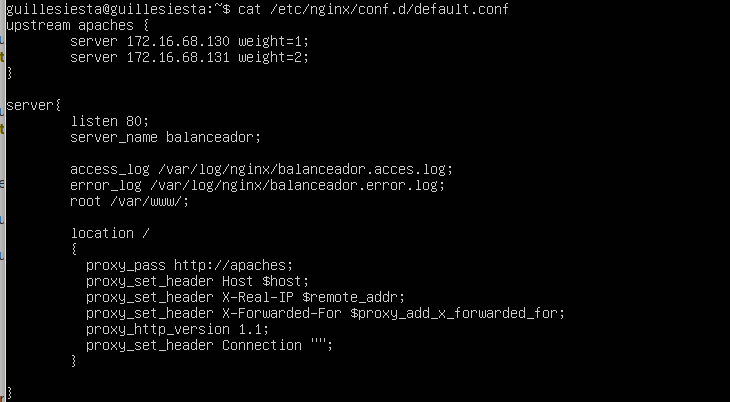 guillesiesta@guillesiesta:~$ cat /etc/nginx/conf.d/default.conf
upstream apaches {
        server 172.16.68.130 weight=1;
        server 172.16.68.131 weight=2;
}

server{
        listen 80;
        server_name balanceador;

        access_log /var/log/nginx/balanceador.acces.log;
        error_log /var/log/nginx/balanceador.error.log;
        root /var/www/;

        location /
        {
          proxy_pass http://apaches;
          proxy_set_header Host $host;
          proxy_set_header X-Real-IP $remote_addr;
          proxy_set_header X-Forwarded-For $proxy_add_x_forwarded_for;
          proxy_http_version 1.1;
          proxy_set_header Connection "";
        }

}